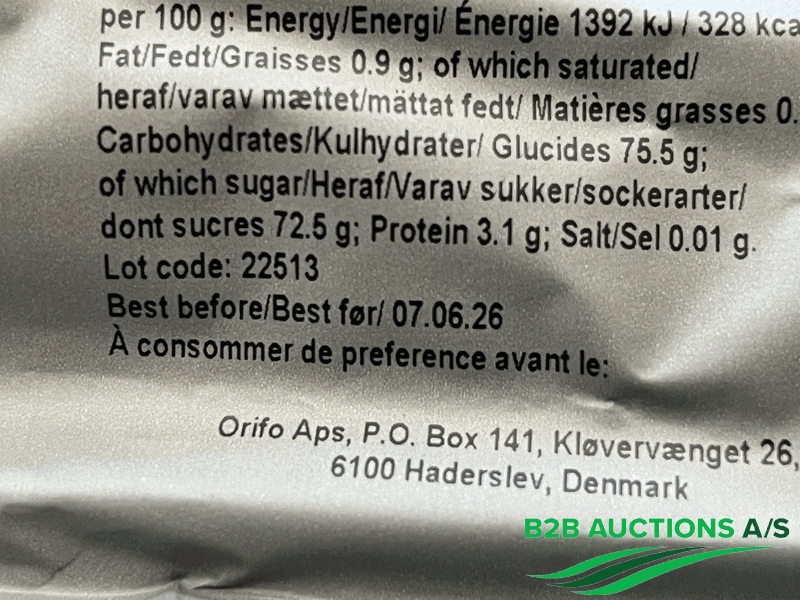 per 100 g: Energy/Energi/ Énergie 1392 kJ / 328 kca
Fat/Fedt/Graisses 0.9 g; of which saturated/
heraf/varav mættet/mättat fedt/ Matières grasses 0.
Carbohydrates/Kulhydrater/ Glucides 75.5 g;
of which sugar/Heraf/Varav sukker/sockerarter/
dont sucres 72.5 g; Protein 3.1 g; Salt/Sel 0.01 g.
Lot code: 22513
Best before/Best før/ 07.06.26
À consommer de preference avant le:
Orifo Aps, P.O. Box 141, Kløvervænget 26,
6100 Haderslev, Denmark
B2B AUCTIONS A/S